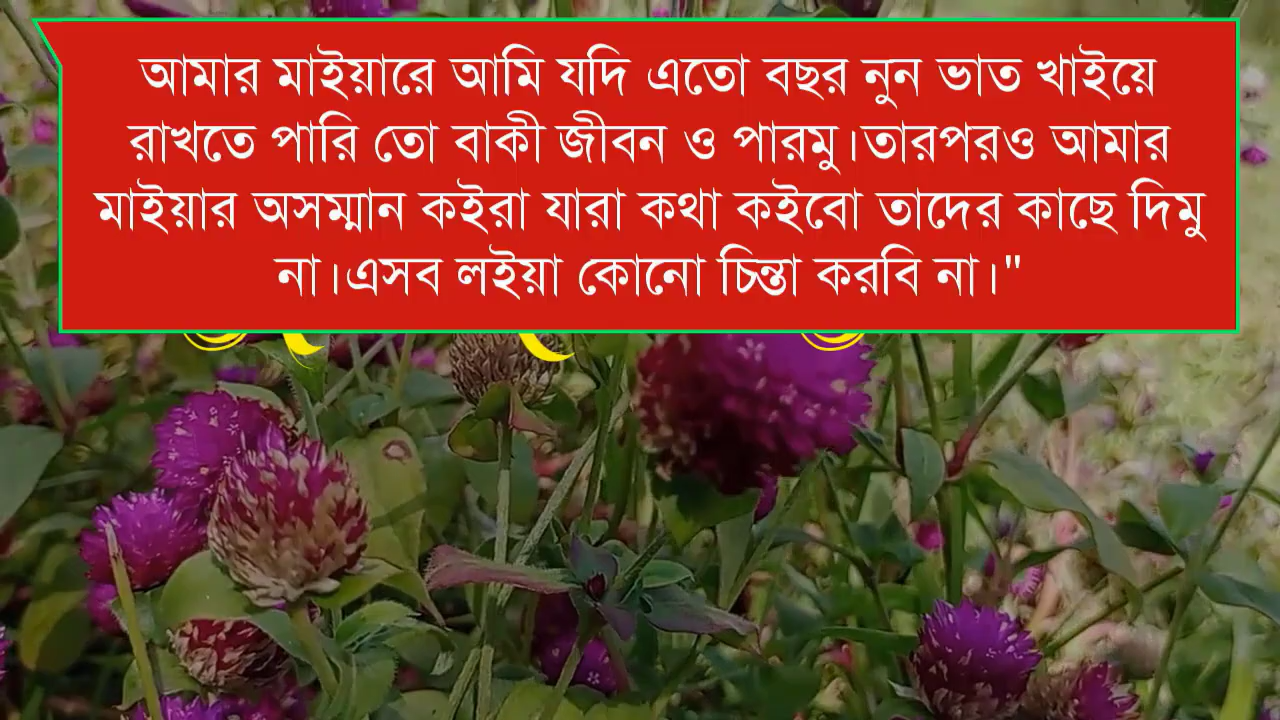 আমার মাইয়ারে আমি যদি এতো বছর নুন ভাত খাইয়ে
রাখতে পারি তো বাকী জীবন ও পারমু।তারপরও আমার
মাইয়ার অসম্মান কইরা যারা কথা কইবো তাদের কাছে দিমু
না।এসব লইয়া কোনো চিন্তা করবি না।"